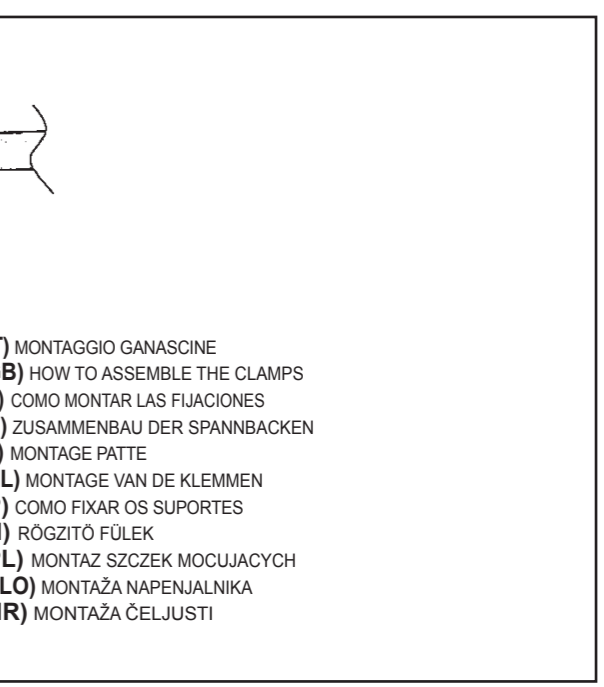 ) MONTAGGIO GANASCINE
B) HOW TO ASSEMBLE THE CLAMPS
) COMO MONTAR LAS FIJACIONES
) ZUSAMMENBAU DER SPANNBACKEN
) MONTAGE PATTE
L) MONTAGE VAN DE KLEMMEN
) COMO FIXAR OS SUPORTES
) RÖGZITÖ FÜLEK
L) MONTAZ SZCZEK MOCUJACYCH
LO) MONTAŽA NAPENJALNIKA
R) MONTAŽA ČELJUSTI